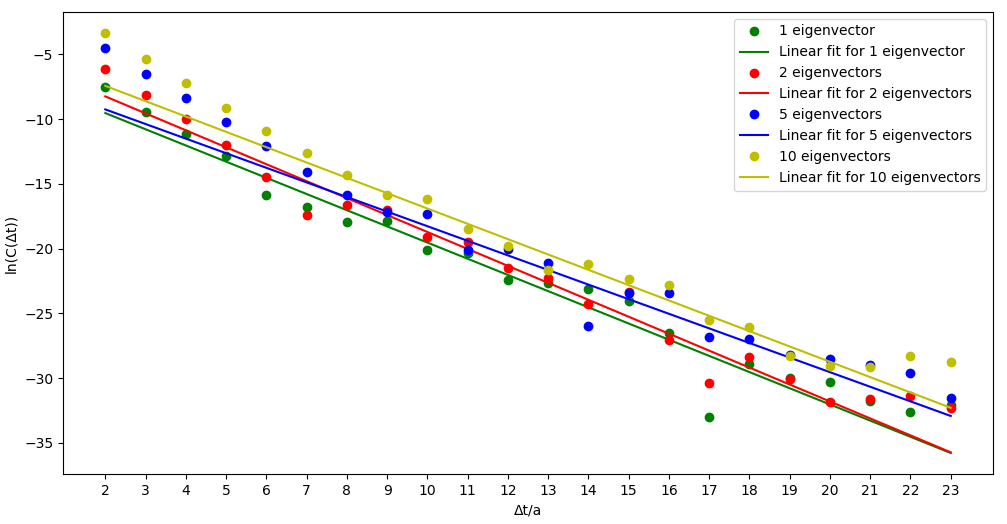 1 eigenvector
Linear fit for 1 eigenvector
2 eigenvectors
Linear fit for 2 eigenvectors
5 eigenvectors
Linear fit for 5 eigenvectors
10 eigenvectors
Linear fit for 10 eigenvectors
ln(C(Δt))
−5
−10
−15
−20
−25
−30
−35
2 3 4 5 6 7 8 9 10 11 12 13 14 15 16 17 18 19 20 21 22 23
Δt/a